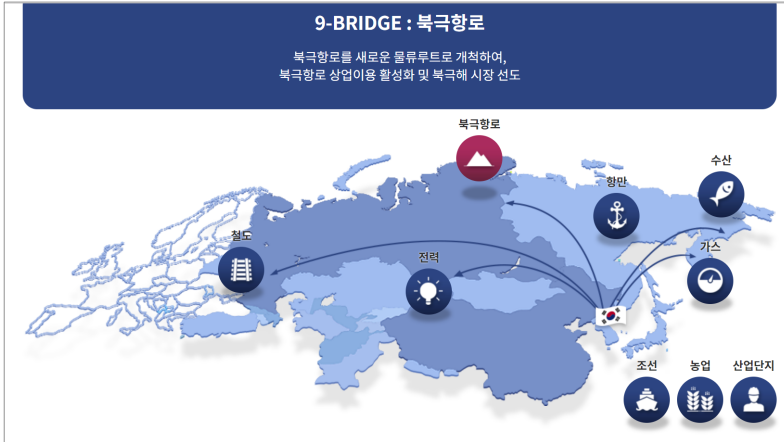 9-BRIDGE : 북극항로
북극항로를 새로운 물류루트로 개척하여,
북극항로 상업이용 활성화 및 북극해 시장 선도
북극항로
수산
항만
철도
가스
전력
조선
농업
산업단지